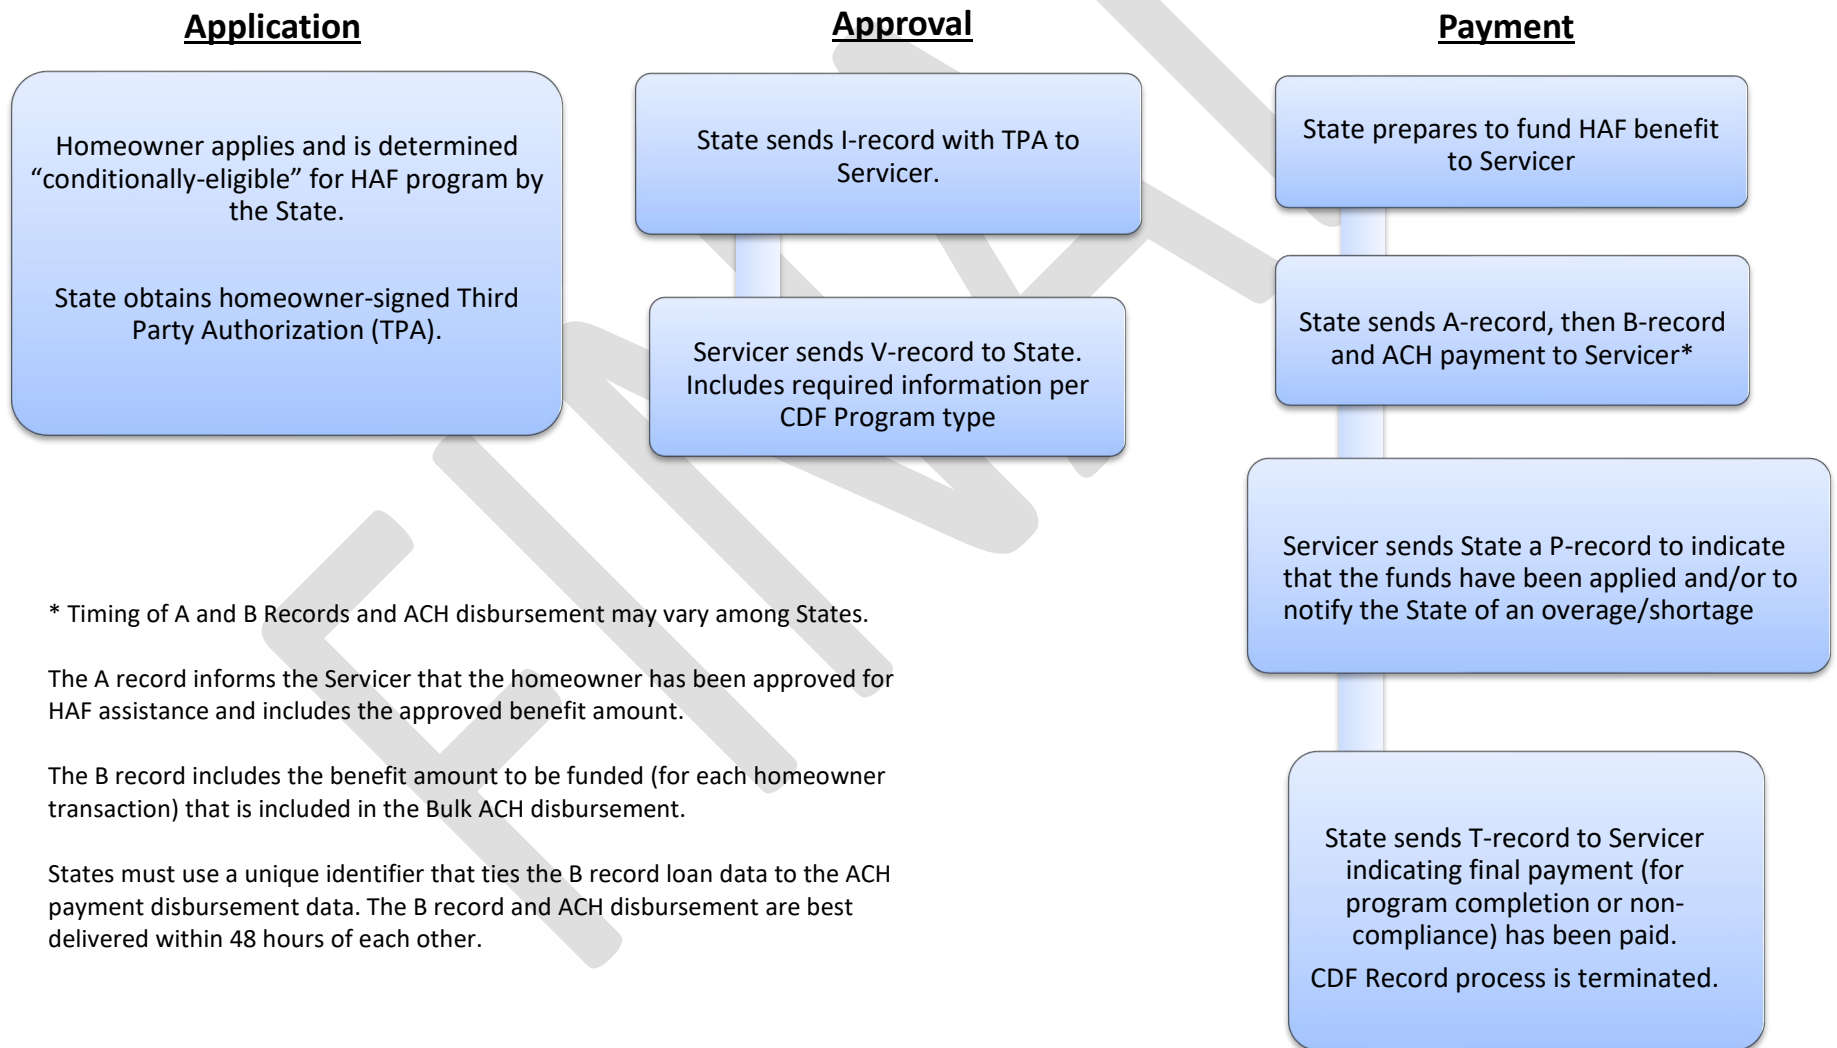 Application
Homeowner applies and is determined
“conditionally-eligible” for HAF program by
the State.
State obtains homeowner-signed Third
Party Authorization (TPA).
Approval
State sends I-record with TPA to
Servicer.
Servicer sends V-record to State.
Includes required information per
CDF Program type
Payment
State prepares to fund HAF benefit
to Servicer
State sends A-record, then B-record
and ACH payment to Servicer*
Servicer sends State a P-record to indicate
that the funds have been applied and/or to
notify the State of an overage/shortage
State sends T-record to Servicer
indicating final payment (for
program completion or non-
compliance) has been paid.
CDF Record process is terminated.
* Timing of A and B Records and ACH disbursement may vary among States.
The A record informs the Servicer that the homeowner has been approved for
HAF assistance and includes the approved benefit amount.
The B record includes the benefit amount to be funded (for each homeowner
transaction) that is included in the Bulk ACH disbursement.
States must use a unique identifier that ties the B record loan data to the ACH
payment disbursement data. The B record and ACH disbursement are best
delivered within 48 hours of each other.